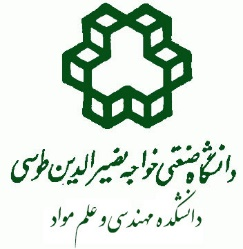 دانشگاه صنعتی خواجه نصیرالدین طوسی
دانشکده مهندسی و علم مواد